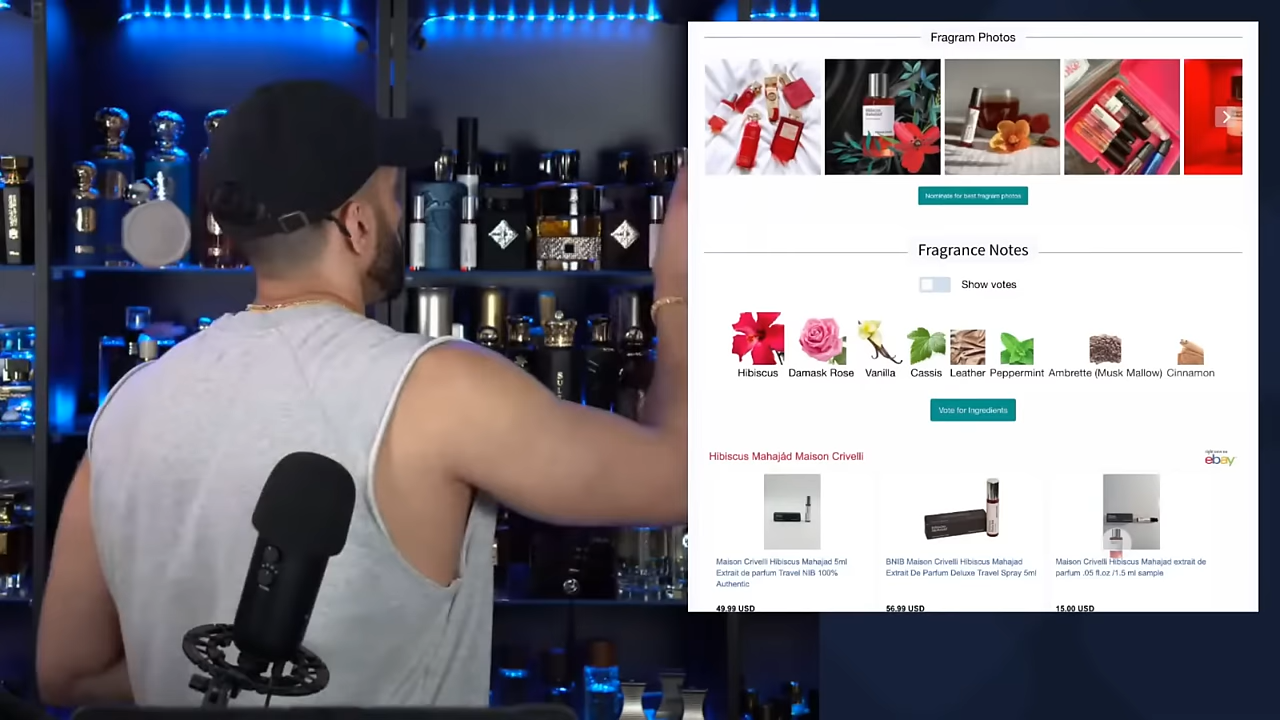 Fragram Photos
Nominate for best fragram photos
Fragrance Notes
Show votes
Hibiscus Damask Rose Vanilla Cassis Leather Peppermint Ambrette (Musk Mallow) Cinnamon
Vote for Ingredients
Hibiscus Mahajád Maison Crivelli
right now on
ebay
Maison Crivelli Hibiscus Mahajad 5ml
Extrait de parfum Travel NIB 100%
Authentic
49.99 USD
BNIB Maison Crivelli Hibiscus Mahajad
Extrait De Parfum Deluxe Travel Spray 5ml
56.99 USD
Maison Crivelli Hibiscus Mahajad extrait de
parfum .05 fl.oz /1.5 ml sample
15.00 USD